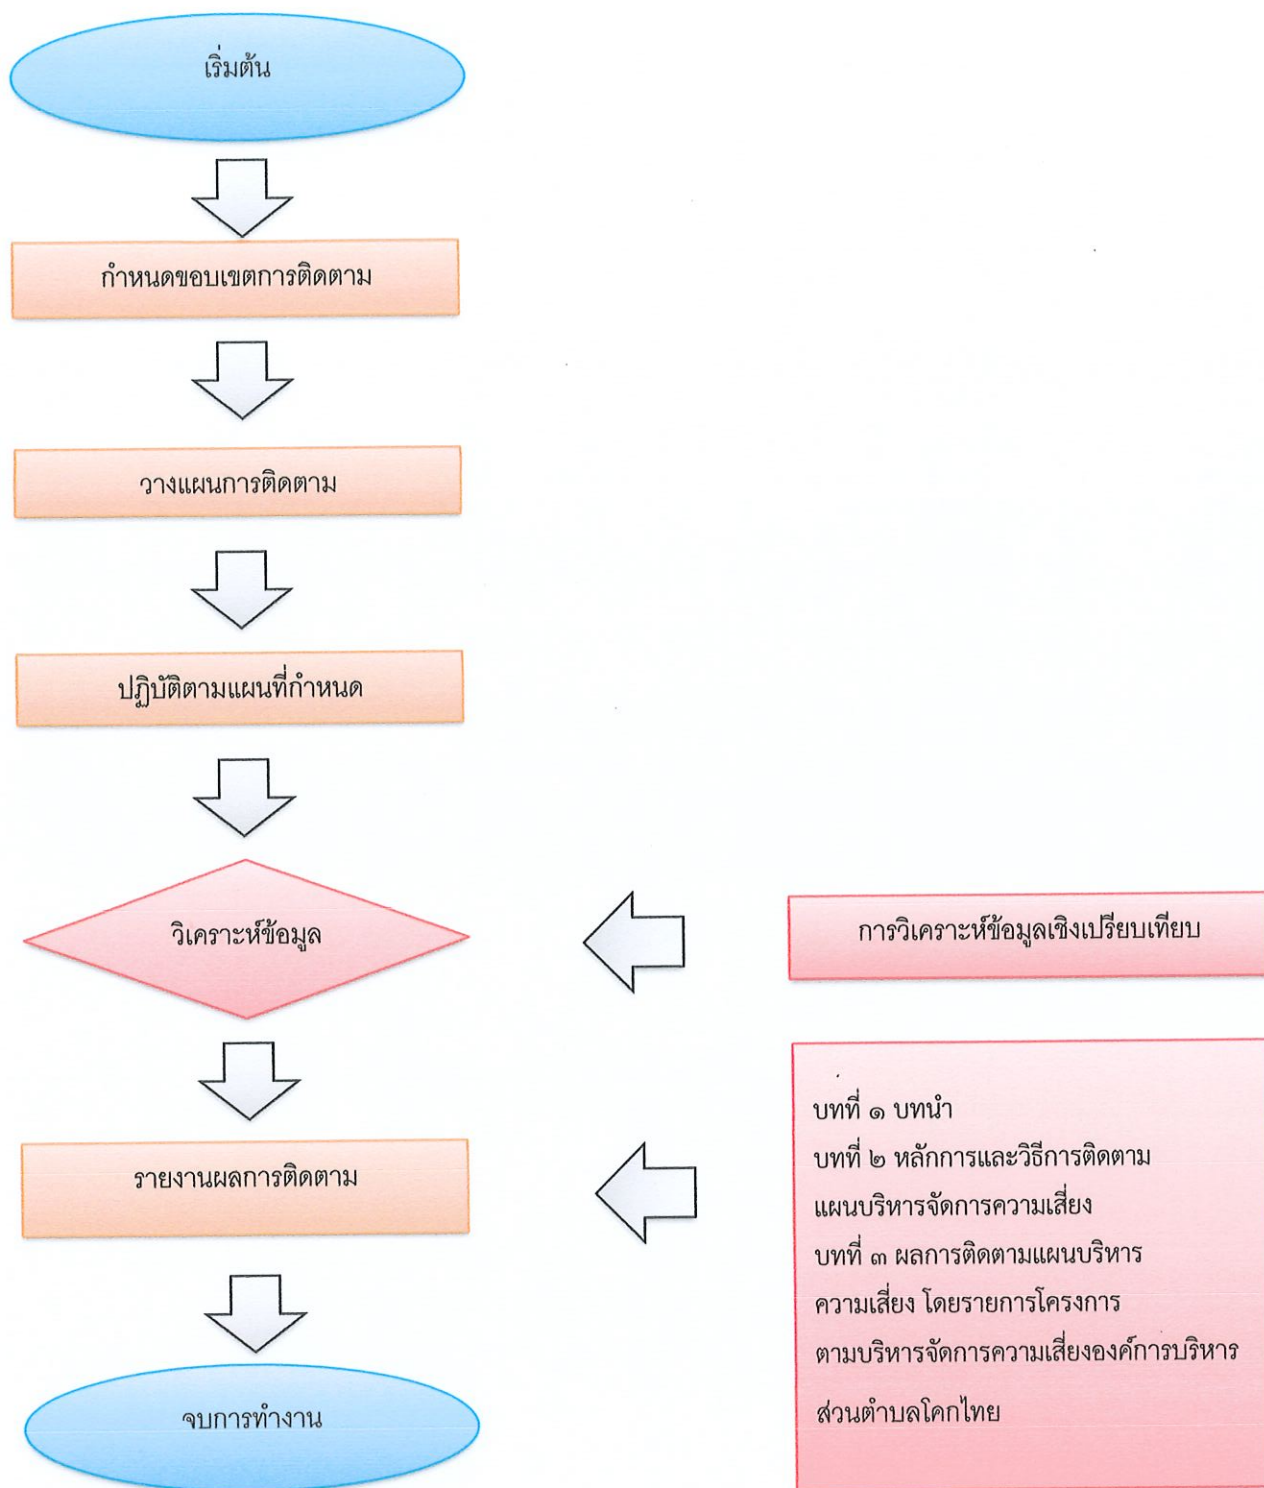 เริ่มต้น
กำหนดขอบเขตการติดตาม
วางแผนการติดตาม
ปฏิบัติตามแผนที่กำหนด
วิเคราะห์ข้อมูล
การวิเคราะห์ข้อมูลเชิงเปรียบเทียบ
รายงานผลการติดตาม
บทที่ ๑ บทนำ
บทที่ ๒ หลักการและวิธีการติดตาม
แผนบริหารจัดการความเสี่ยง
บทที่ ๓ ผลการติดตามแผนบริหาร
ความเสี่ยง โดยรายการโครงการ
ตามบริหารจัดการความเสี่ยงองค์การบริหาร
ส่วนตำบลโคกไทย
จบการทำงาน